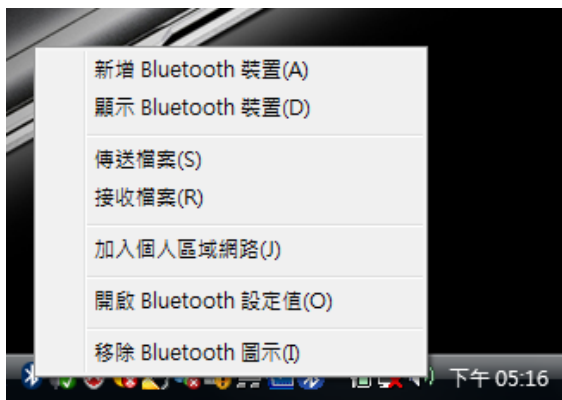 新增 Bluetooth 裝置(A)
顯示 Bluetooth 裝置(D)
傳送檔案(S)
接收檔案(R)
加入個人區域網路(J)
開啟 Bluetooth 設定值(O)
移除 Bluetooth 圖示(I)
下午 05:16